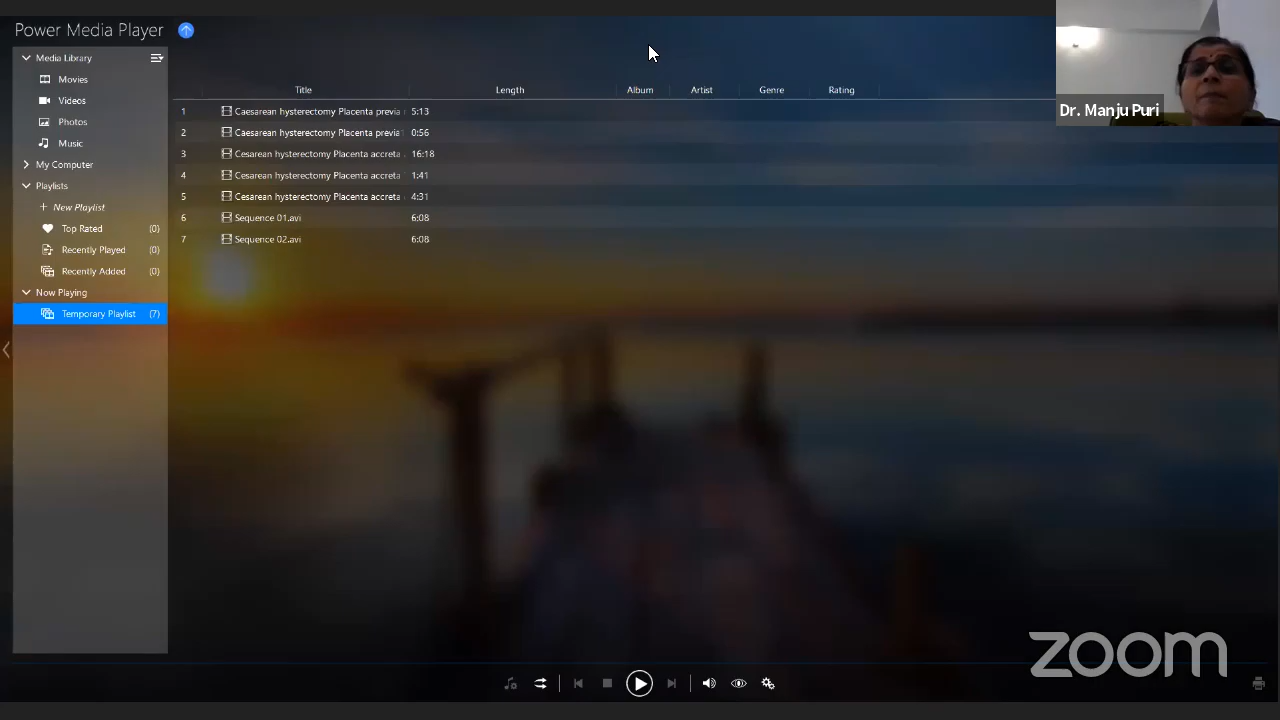 Power Media Player
Media Library
Movies
Videos
Photos
Music
My Computer
Playlists
+ New Playlist
Top Rated (0)
Recently Played (0)
Recently Added (0)
Now Playing
Temporary Playlist (7)
Title Length Album Artist Genre Rating
1 Caesarean hysterectomy Placenta previa 5:13
2 Caesarean hysterectomy Placenta previa 0:56
3 Cesarean hysterectomy Placenta accreta 16:18
4 Cesarean hysterectomy Placenta accreta 1:41
5 Cesarean hysterectomy Placenta accreta 4:31
6 Sequence 01.avi 6:08
7 Sequence 02.avi 6:08
Dr. Manju Puri
zoom